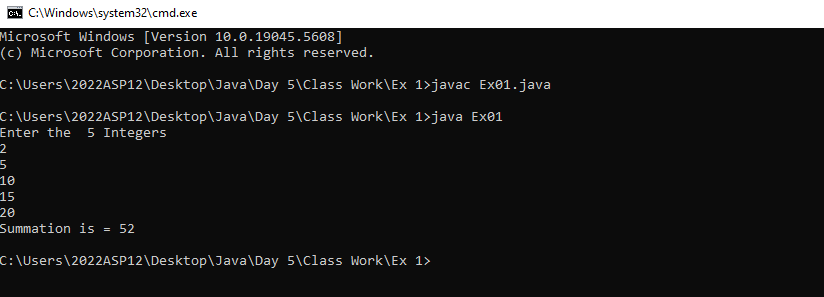 C:\Windows\system32\cmd.exe
Microsoft Windows [Version 10.0.19045.5608]
(c) Microsoft Corporation. All rights reserved.
C:\Users\2022ASP12\Desktop\Java\Day 5\Class Work\Ex 1>javac Ex01.java
C:\Users\2022ASP12\Desktop\Java\Day 5\Class Work\Ex 1>java Ex01
Enter the  5 Integers
2
5
10
15
20
Summation is = 52
C:\Users\2022ASP12\Desktop\Java\Day 5\Class Work\Ex 1>